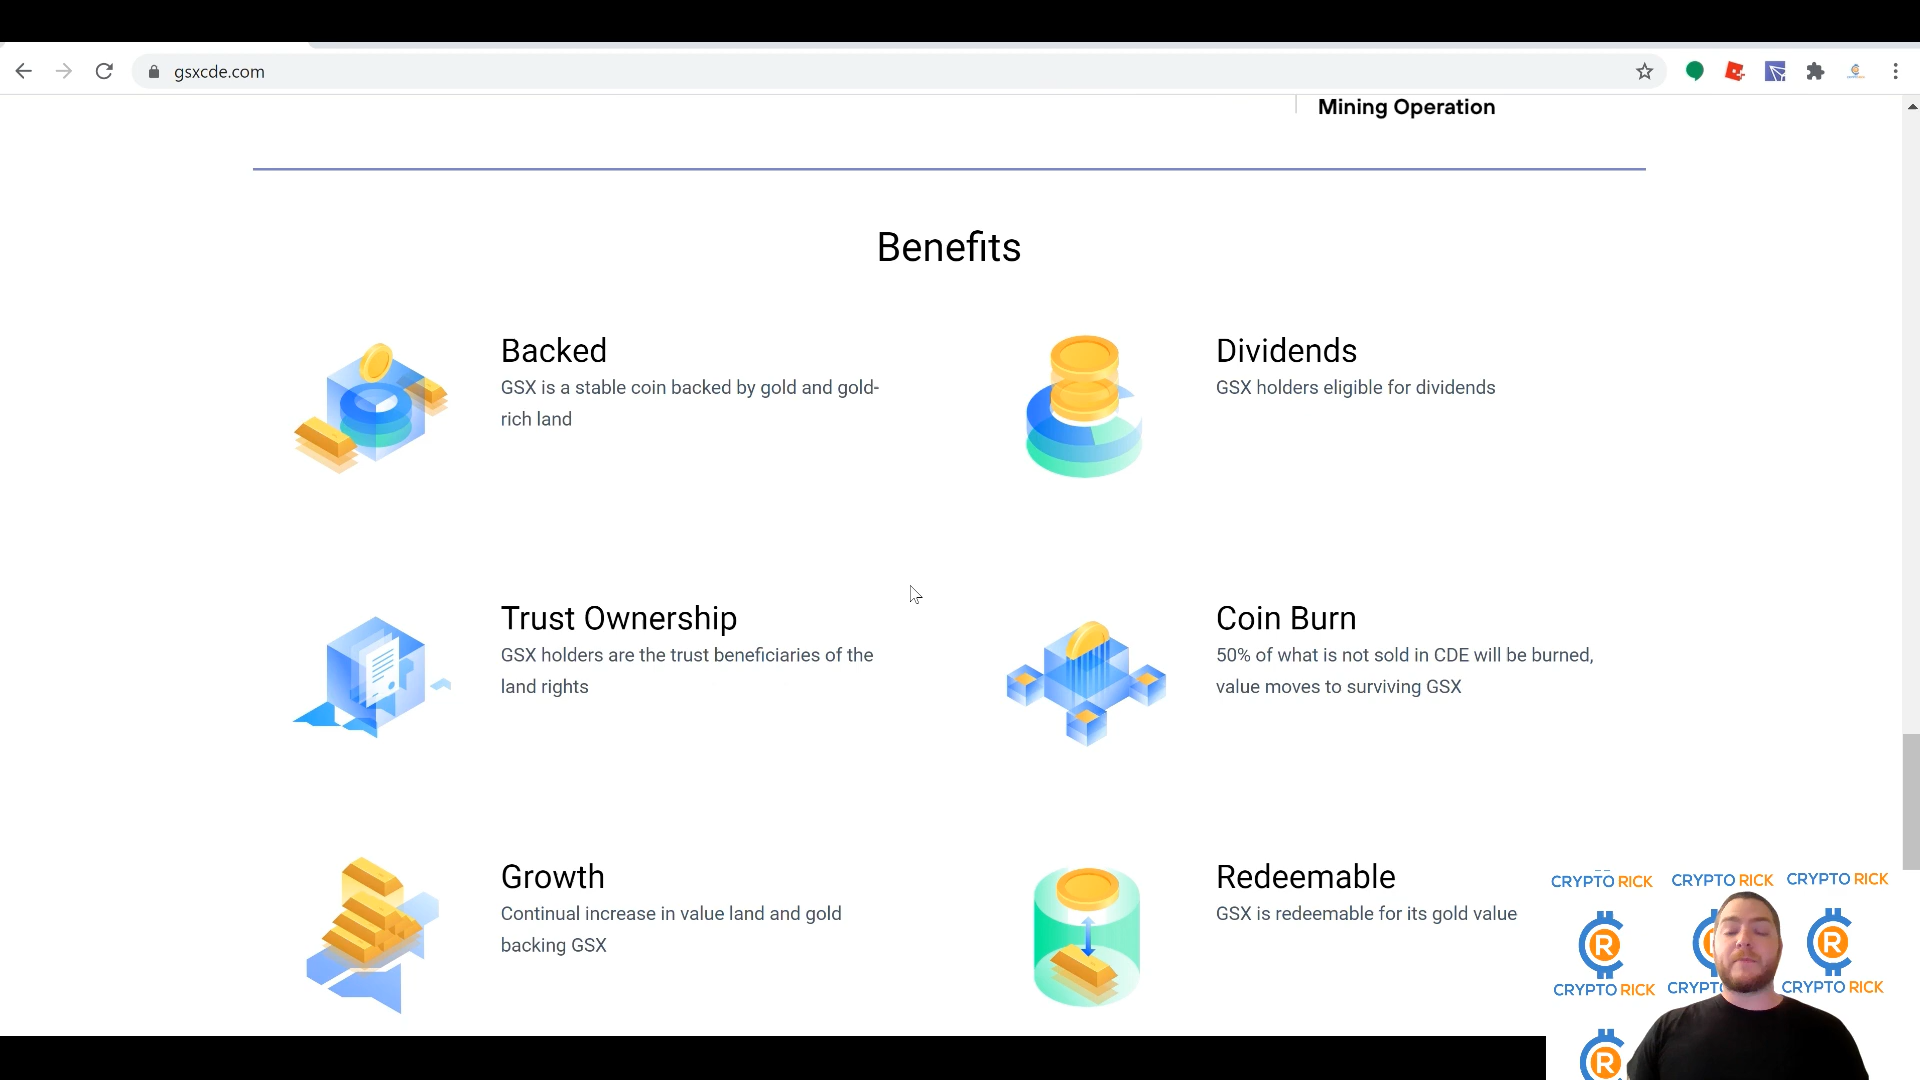 gsxcde.com
Mining Operation
Benefits
Backed
GSX is a stable coin backed by gold and gold-
rich land
Dividends
GSX holders eligible for dividends
Trust Ownership
GSX holders are the trust beneficiaries of the
land rights
Coin Burn
50% of what is not sold in CDE will be burned,
value moves to surviving GSX
Growth
Continual increase in value land and gold
backing GSX
Redeemable
GSX is redeemable for its gold value
CRYPTO RICK CRYPTO RICK CRYPTO RICK
R R
CRYPTO RICK CRYPT CRYPTO RICK
R